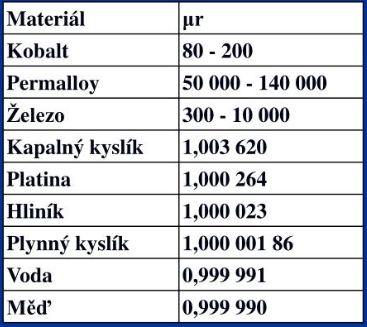 Materiál µr
Kobalt 80 - 200
Permalloy 50 000 - 140 000
Železo 300 - 10 000
Kapalný kyslík 1,003 620
Platina 1,000 264
Hliník 1,000 023
Plynný kyslík 1,000 001 86
Voda 0,999 991
Měď 0,999 990